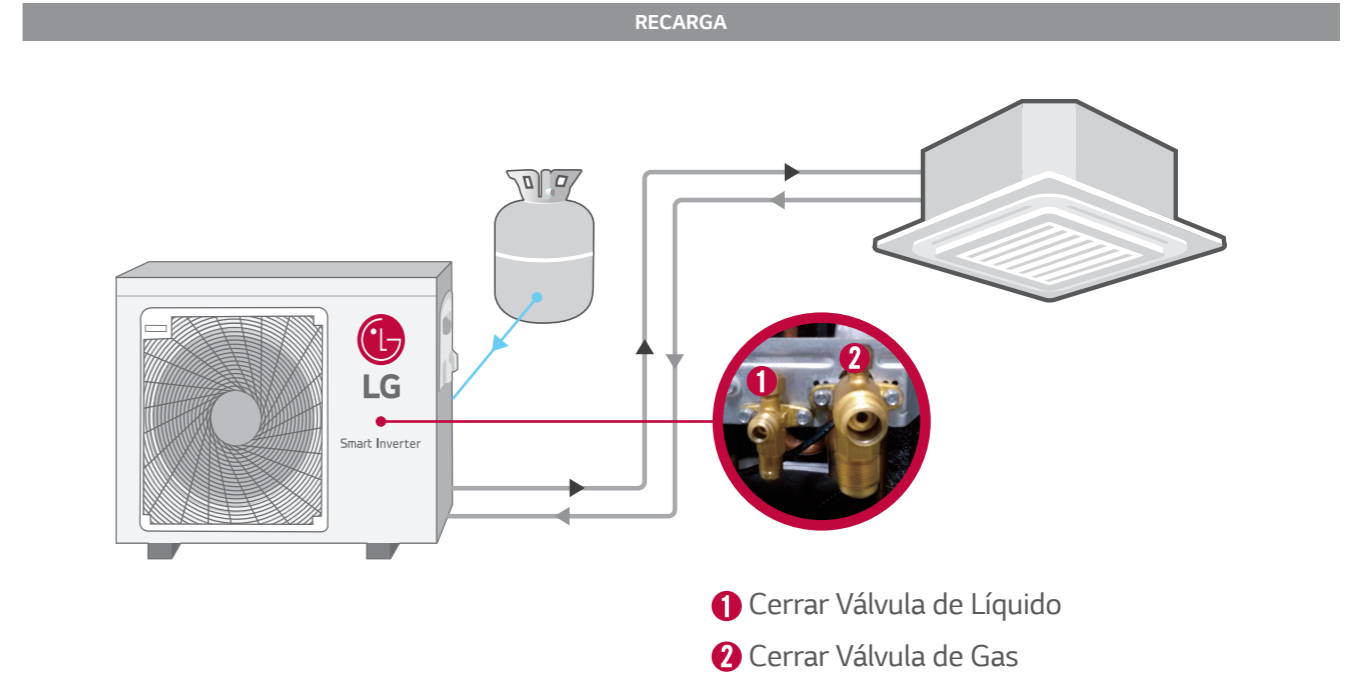 RECARGA
LG
Smart Inverter
1
2
1 Cerrar Válvula de Líquido
2 Cerrar Válvula de Gas